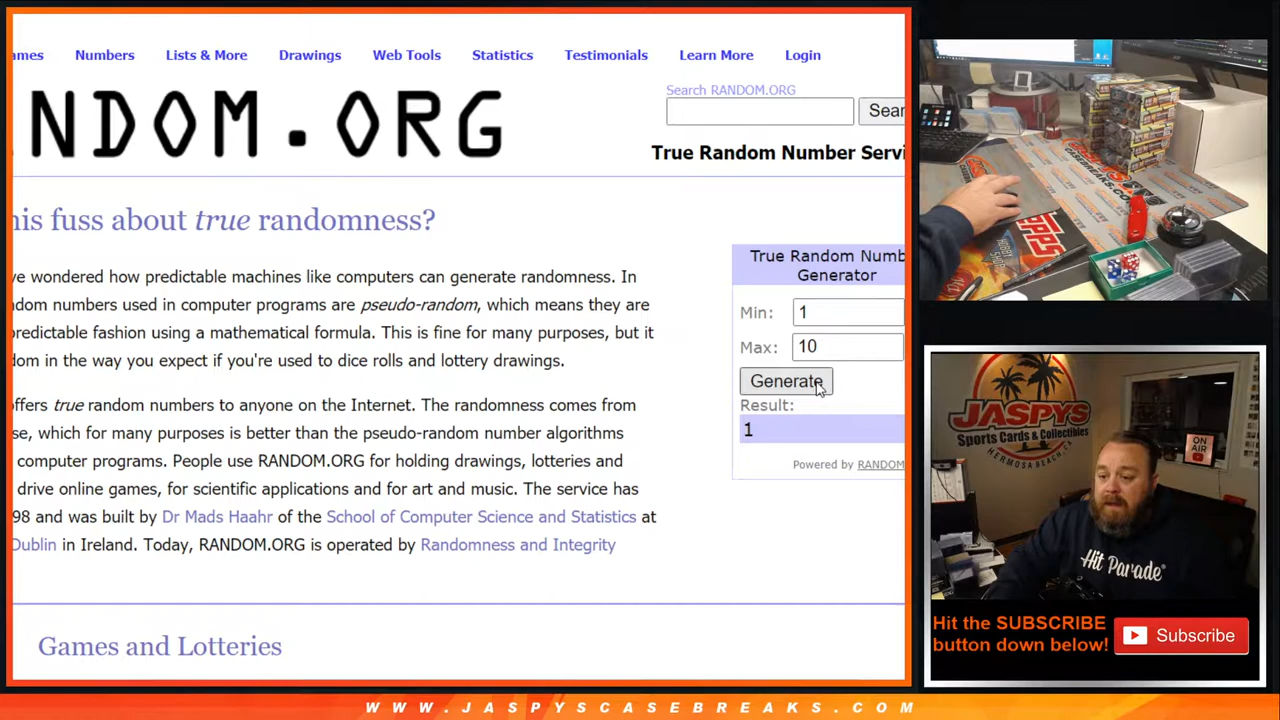 ames Numbers Lists & More Drawings Web Tools Statistics Testimonials Learn More Login
Search RANDOM.ORG
NDOM.ORG
Sear
True Random Number Servi
his fuss about true randomness?
ve wondered how predictable machines like computers can generate randomness. In
ndom numbers used in computer programs are pseudo-random, which means they are
predictable fashion using a mathematical formula. This is fine for many purposes, but it
dom in the way you expect if you're used to dice rolls and lottery drawings.
offers true random numbers to anyone on the Internet. The randomness comes from
se, which for many purposes is better than the pseudo-random number algorithms
computer programs. People use RANDOM.ORG for holding drawings, lotteries and
drive online games, for scientific applications and for art and music. The service has
98 and was built by Dr Mads Haahr of the School of Computer Science and Statistics at
Dublin in Ireland. Today, RANDOM.ORG is operated by Randomness and Integrity
True Random Numb
Generator
Min: 1
Max: 10
Generate
Result:
1
Powered by RANDOM
Games and Lotteries
TOPPS
JASPYS
Sports Cards & Collectibles
HERMOSA BEACH, CA
ON
AIR
Hit Parade
Hit the SUBSCRIBE
button down below!
Subscribe
WWW.JASPYSCASEBREAKS.COM